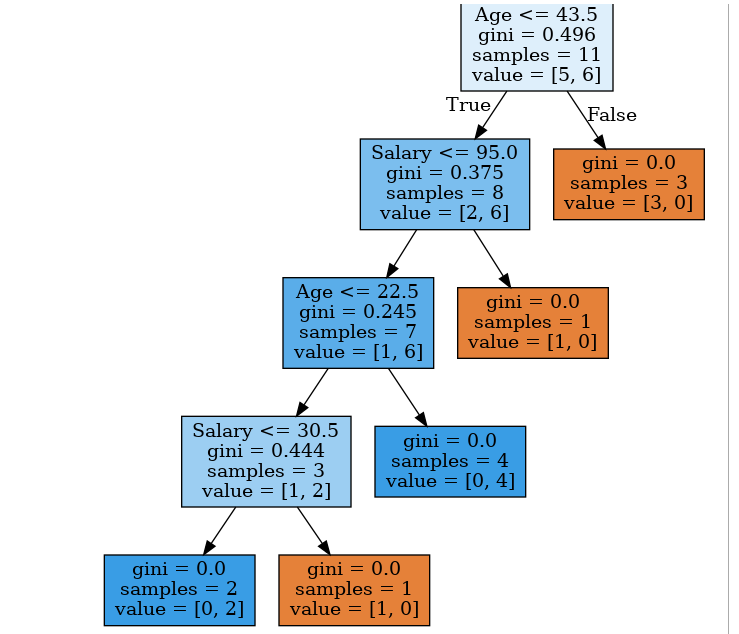 Age <= 43.5
gini = 0.496
samples = 11
value = [5, 6]
True
False
Salary <= 95.0
gini = 0.375
samples = 8
value = [2, 6]
gini = 0.0
samples = 3
value = [3, 0]
Age <= 22.5
gini = 0.245
samples = 7
value = [1, 6]
gini = 0.0
samples = 1
value = [1, 0]
Salary <= 30.5
gini = 0.444
samples = 3
value = [1, 2]
gini = 0.0
samples = 4
value = [0, 4]
gini = 0.0
samples = 2
value = [0, 2]
gini = 0.0
samples = 1
value = [1, 0]